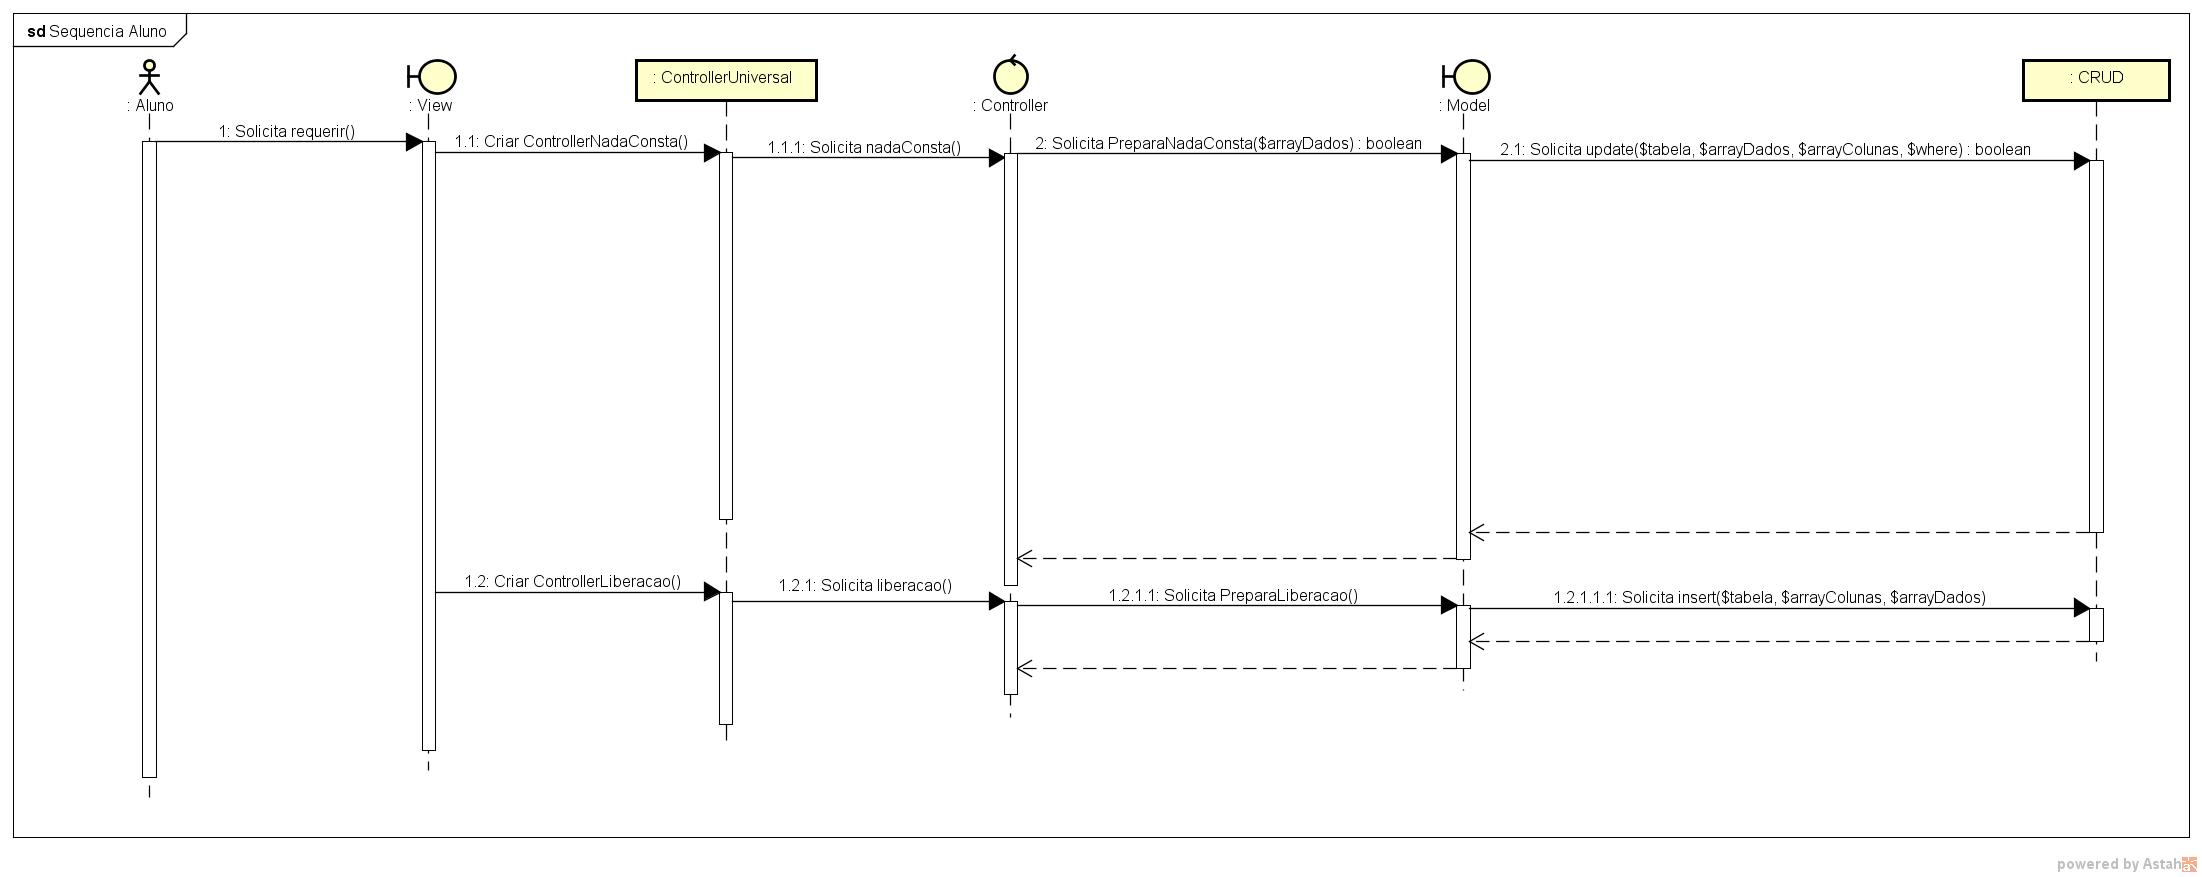 sd Sequencia Aluno
: Aluno
: View
: ControllerUniversal
: Controller
: Model
: CRUD
1: Solicita requerir()
1.1: Criar ControllerNadaConsta()
1.1.1: Solicita nadaConsta()
2: Solicita PreparaNadaConsta($arrayDados) : boolean
2.1: Solicita update($tabela, $arrayDados, $arrayColunas, $where) : boolean
1.2: Criar ControllerLiberacao()
1.2.1: Solicita liberacao()
1.2.1.1: Solicita PreparaLiberacao()
1.2.1.1.1: Solicita insert($tabela, $arrayColunas, $arrayDados)
powered by Astah